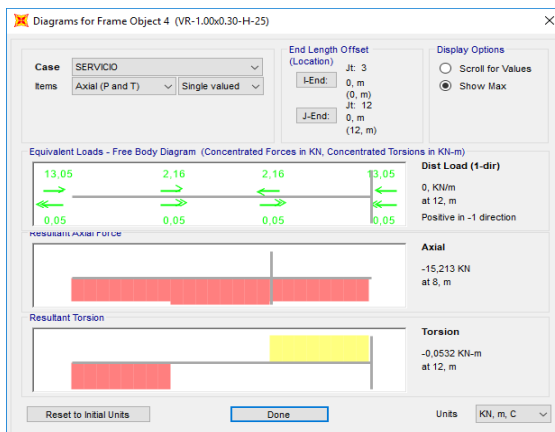 Diagrams for Frame Object 4 (VR-1.00x0.30-H-25)
Case SERVICIO
Items Axial (P and T) Single valued
End Length Offset
(Location)
I-End: Jt: 3
0, m
(0, m)
J-End: Jt: 12
0, m
(12, m)
Display Options
Scroll for Values
Show Max
Equivalent Loads - Free Body Diagram (Concentrated Forces in KN, Concentrated Torsions in KN-m)
13,05 2,16 2,16 13,05
0,05 0,05 0,05 0,05
Dist Load (1-dir)
0, KN/m
at 12, m
Positive in -1 direction
Resultant Axial Force
Axial
-15,213 KN
at 8, m
Resultant Torsion
Torsion
-0,0532 KN-m
at 12, m
Reset to Initial Units Done Units KN, m, C